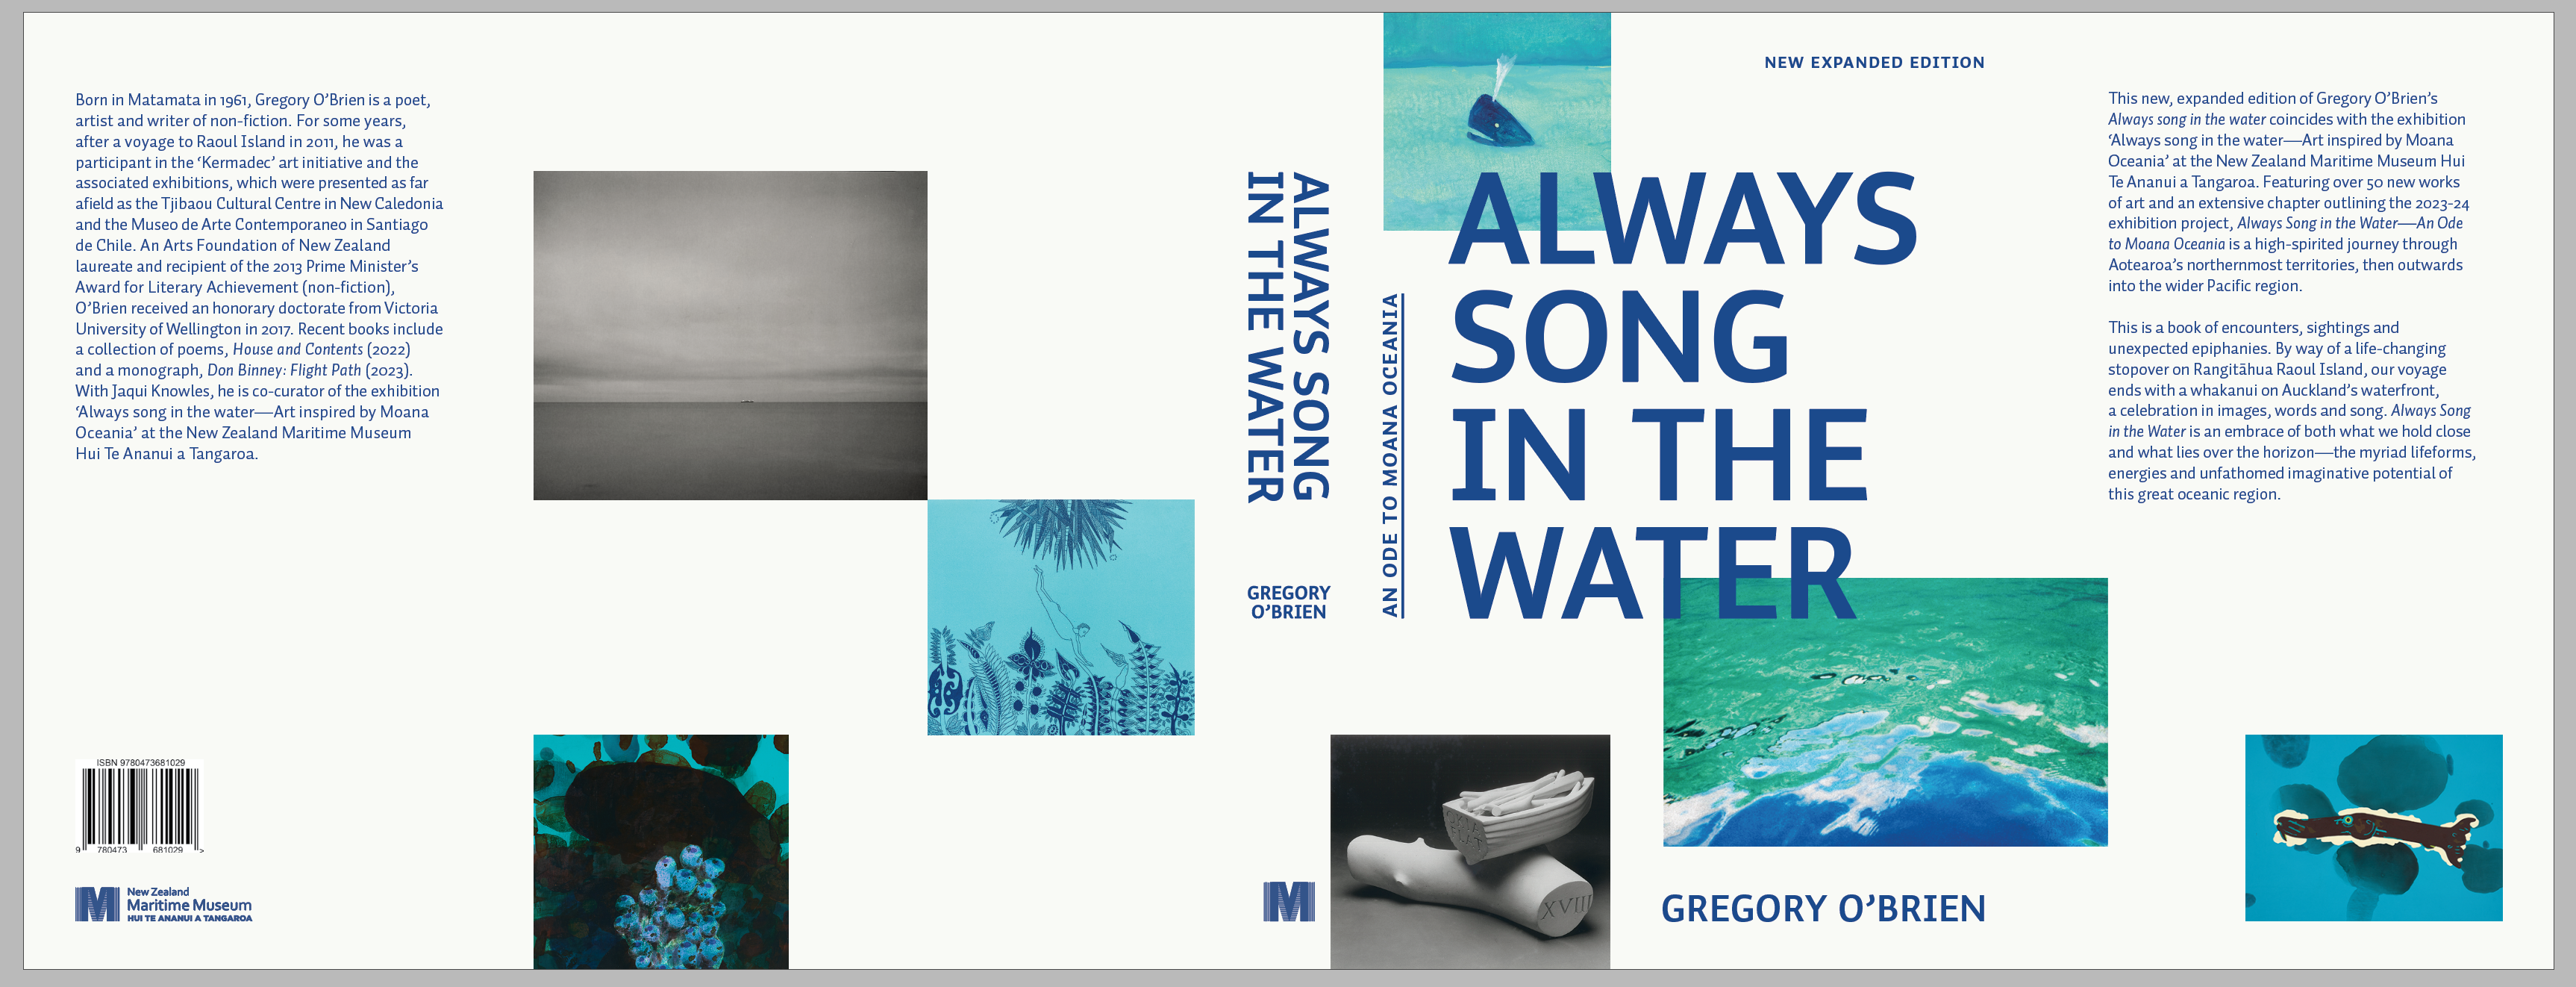 Born in Matamata in 1961, Gregory O’Brien is a poet,
artist and writer of non-fiction. For some years,
after a voyage to Raoul Island in 2011, he was a
participant in the ‘Kermadec’ art initiative and the
associated exhibitions, which were presented as far
afield as the Tjibaou Cultural Centre in New Caledonia
and the Museo de Arte Contemporaneo in Santiago
de Chile. An Arts Foundation of New Zealand
laureate and recipient of the 2013 Prime Minister’s
Award for Literary Achievement (non-fiction),
O’Brien received an honorary doctorate from Victoria
University of Wellington in 2017. Recent books include
a collection of poems, House and Contents (2022)
and a monograph, Don Binney: Flight Path (2023).
With Jaqui Knowles, he is co-curator of the exhibition
‘Always song in the water—Art inspired by Moana
Oceania’ at the New Zealand Maritime Museum
Hui Te Ananui a Tangaroa.
ISBN 9780473681029
9 780473 681029 >
New Zealand
Maritime Museum
HUI TE ANANUI A TANGAROA
ALWAYS SONG
IN THE WATER
GREGORY
O’BRIEN
M
AN ODE TO MOANA OCEANIA
NEW EXPANDED EDITION
ALWAYS
SONG
IN THE
WATER
XVIII
GREGORY O’BRIEN
This new, expanded edition of Gregory O’Brien’s
Always song in the water coincides with the exhibition
‘Always song in the water—Art inspired by Moana
Oceania’ at the New Zealand Maritime Museum Hui
Te Ananui a Tangaroa. Featuring over 50 new works
of art and an extensive chapter outlining the 2023-24
exhibition project, Always Song in the Water—An Ode
to Moana Oceania is a high-spirited journey through
Aotearoa’s northernmost territories, then outwards
into the wider Pacific region.
This is a book of encounters, sightings and
unexpected epiphanies. By way of a life-changing
stopover on Rangitāhua Raoul Island, our voyage
ends with a whakanui on Auckland’s waterfront,
a celebration in images, words and song. Always Song
in the Water is an embrace of both what we hold close
and what lies over the horizon—the myriad lifeforms,
energies and unfathomed imaginative potential of
this great oceanic region.